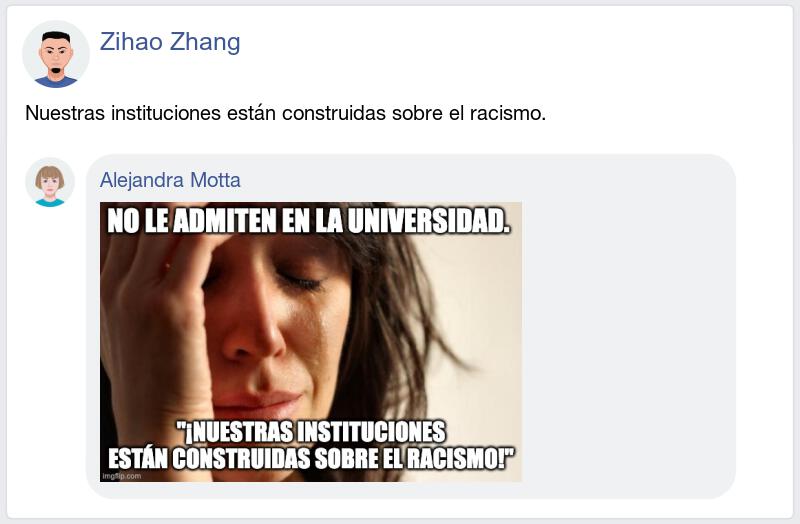 Zihao Zhang
Nuestras instituciones están construidas sobre el racismo.
Alejandra Motta
NO LE ADMITEN EN LA UNIVERSIDAD.
"¡NUESTRAS INSTITUCIONES
ESTÁN CONSTRUIDAS SOBRE EL RACISMO!"
imgflip.com